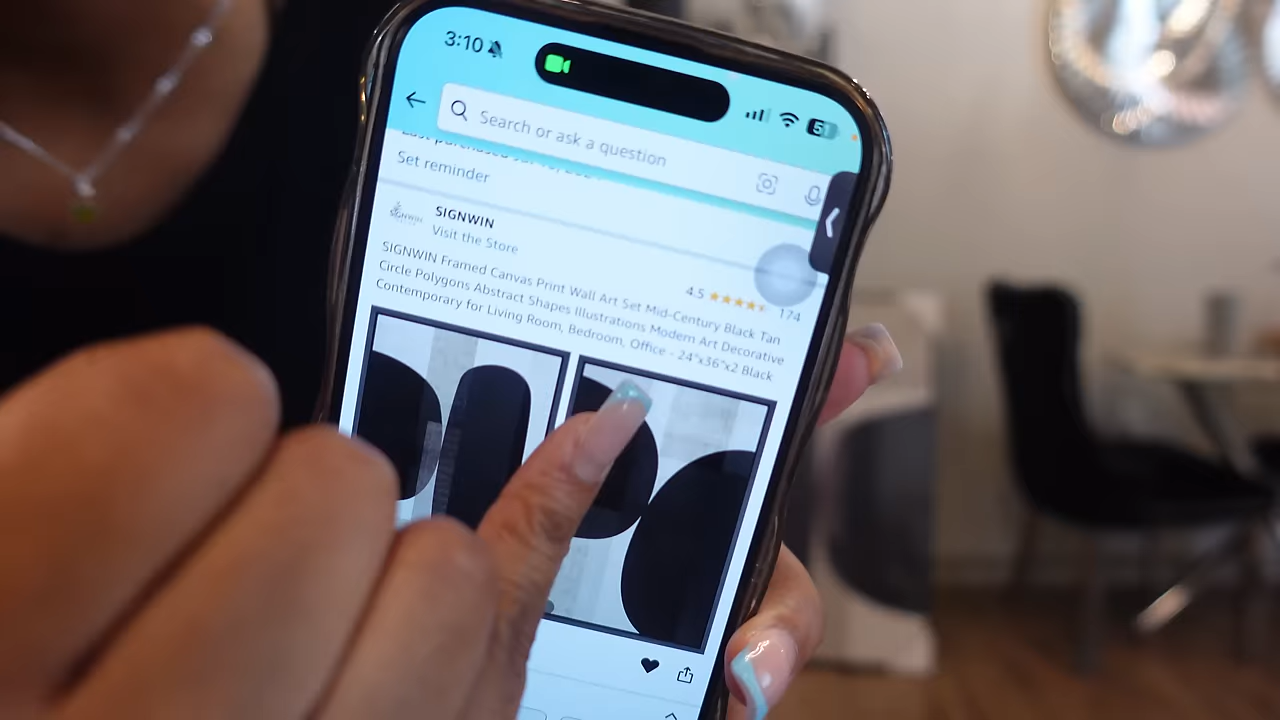 3:10
5
Search or ask a question
Set reminder
SIGNWIN
SIGNWIN
Visit the Store
4.5
174
SIGNWIN Framed Canvas Print Wall Art Set Mid-Century Black Tan
Circle Polygons Abstract Shapes Illustrations Modern Art Decorative
Contemporary for Living Room, Bedroom, Office - 24"x36"x2 Black